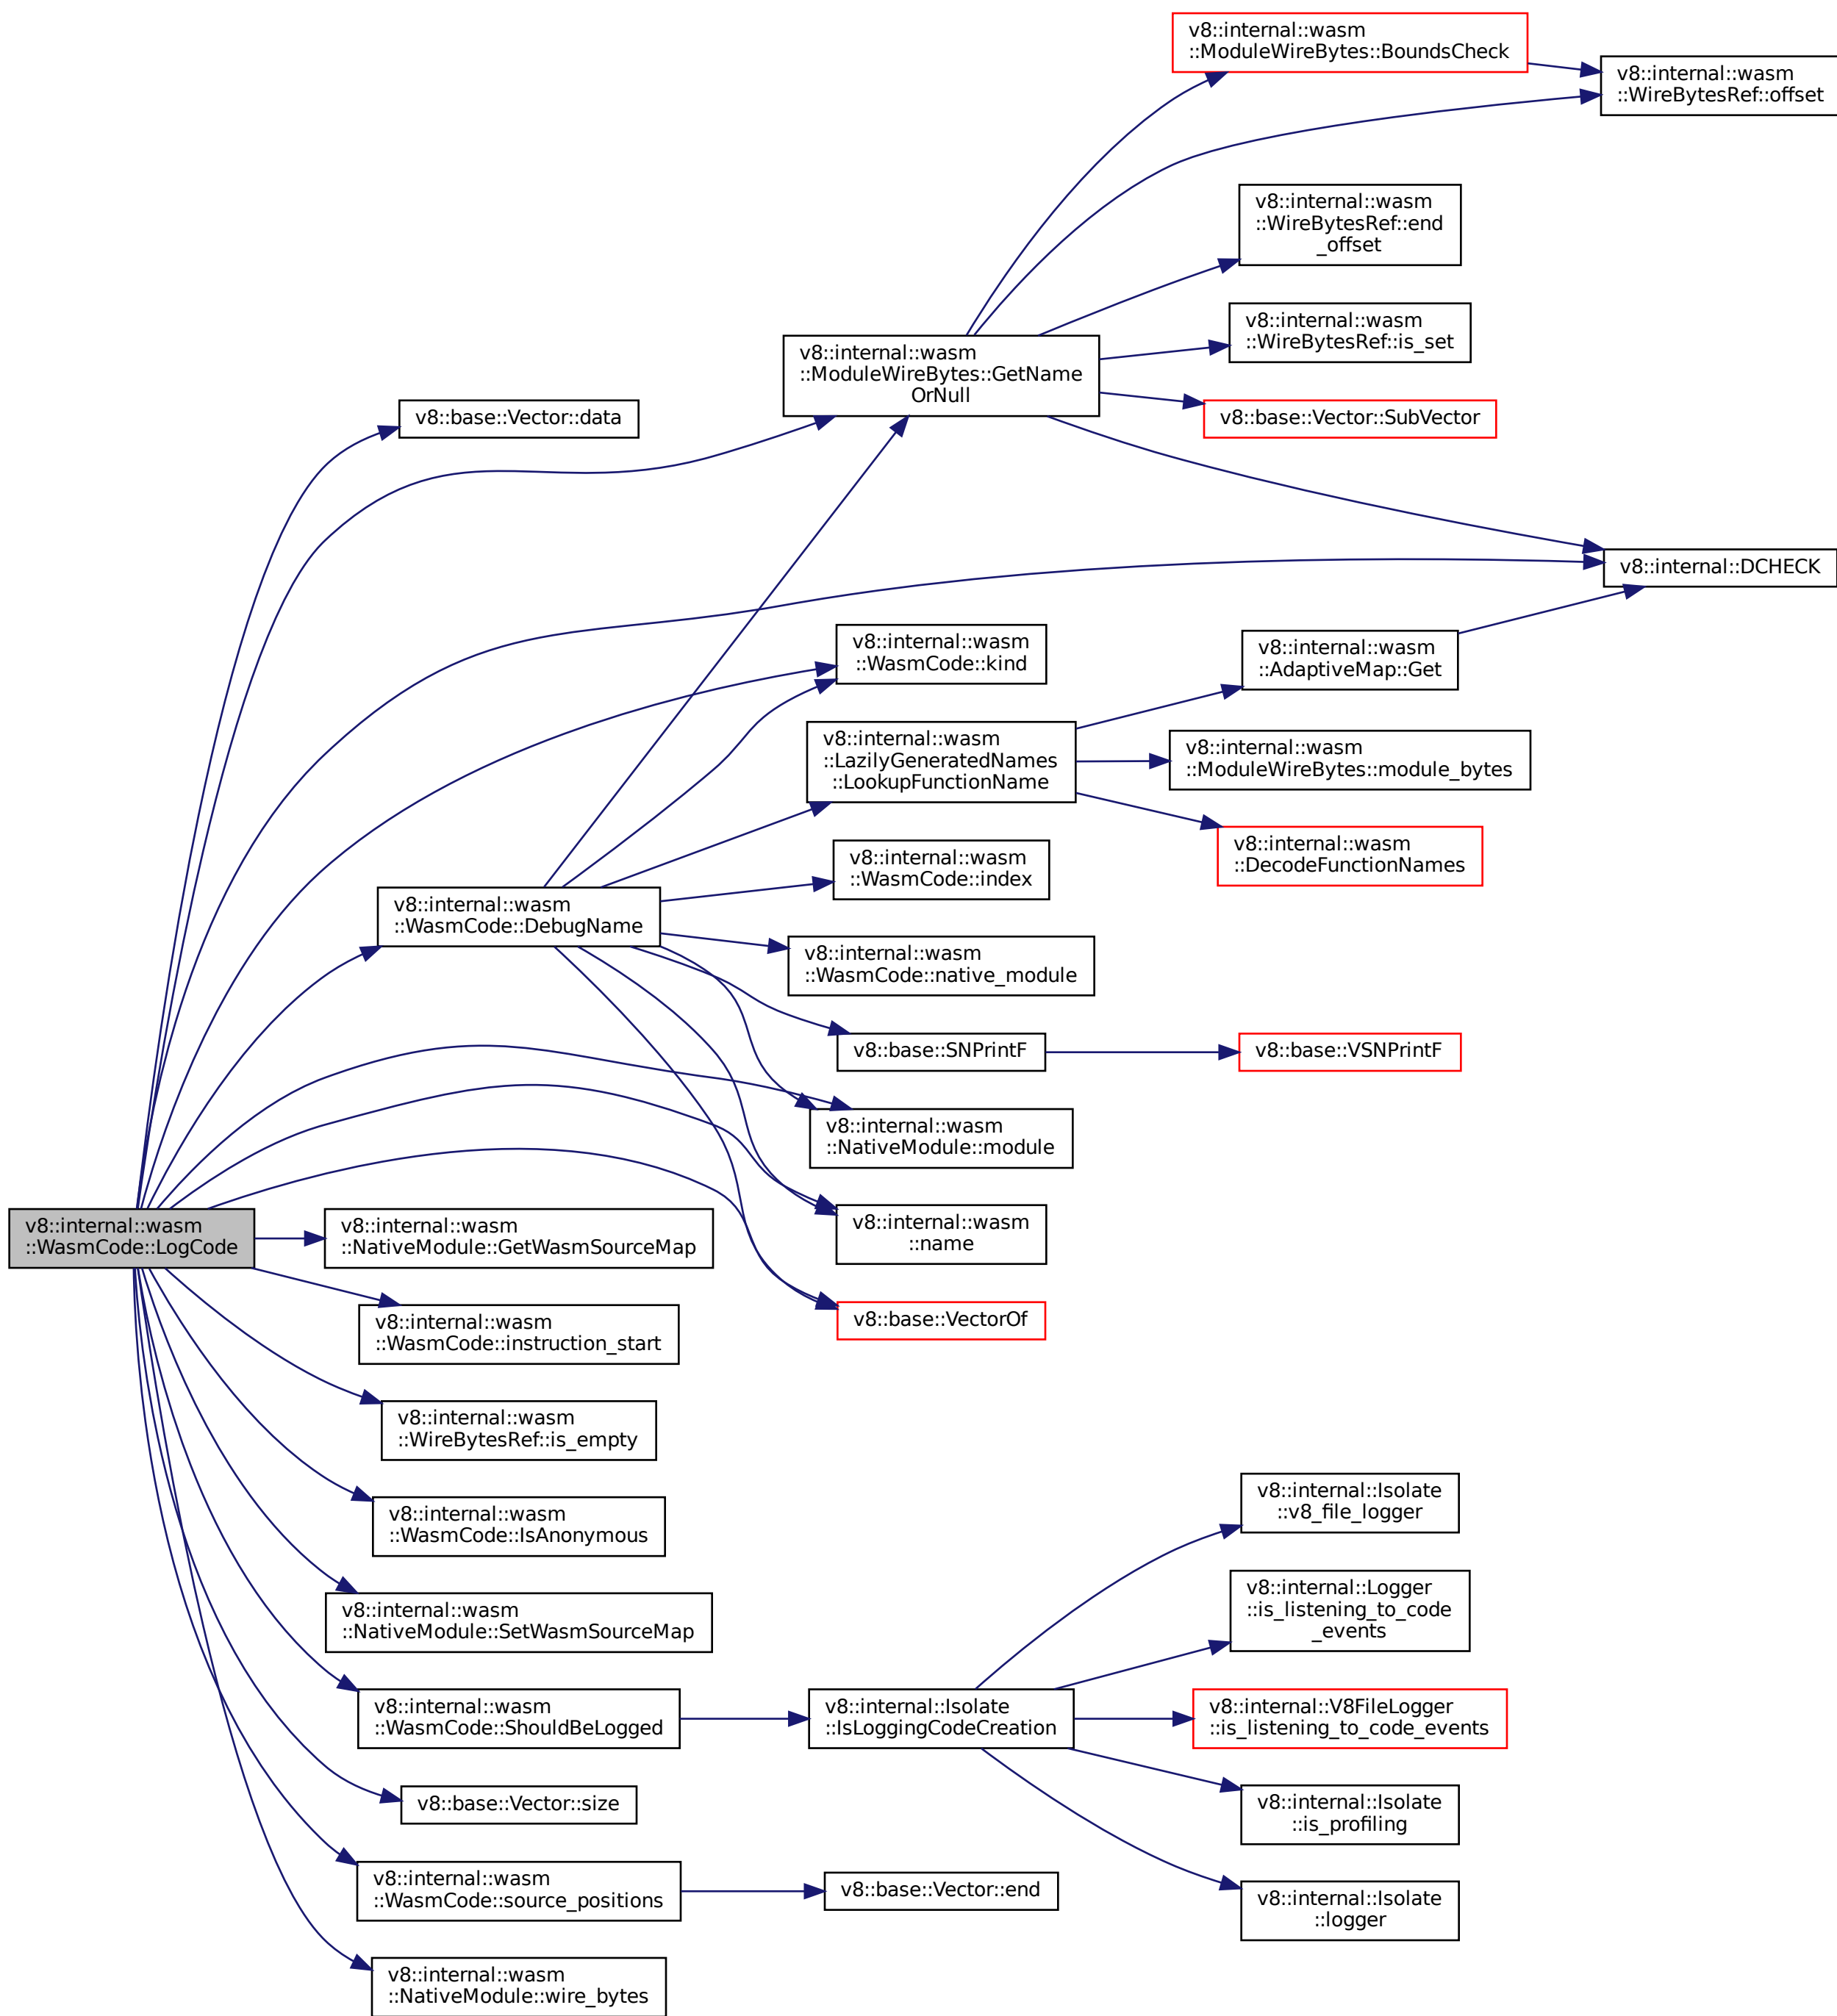 v8::internal::wasm
::ModuleWireBytes::BoundsCheck
v8::internal::wasm
::WireBytesRef::offset
v8::internal::wasm
::WireBytesRef::end
_offset
v8::internal::wasm
::WireBytesRef::is_set
v8::internal::wasm
::ModuleWireBytes::GetName
OrNull
v8::base::Vector::data
v8::base::Vector::SubVector
v8::internal::DCHECK
v8::internal::wasm
::WasmCode::kind
v8::internal::wasm
::AdaptiveMap::Get
v8::internal::wasm
::LazilyGeneratedNames
::LookupFunctionName
v8::internal::wasm
::ModuleWireBytes::module_bytes
v8::internal::wasm
::DecodeFunctionNames
v8::internal::wasm
::WasmCode::index
v8::internal::wasm
::WasmCode::DebugName
v8::internal::wasm
::WasmCode::native_module
v8::base::SNPrintF
v8::base::VSNPrintF
v8::internal::wasm
::NativeModule::module
v8::internal::wasm
::WasmCode::LogCode
v8::internal::wasm
::NativeModule::GetWasmSourceMap
v8::internal::wasm
::name
v8::internal::wasm
::WasmCode::instruction_start
v8::base::VectorOf
v8::internal::wasm
::WireBytesRef::is_empty
v8::internal::wasm
::WasmCode::IsAnonymous
v8::internal::Isolate
::v8_file_logger
v8::internal::wasm
::NativeModule::SetWasmSourceMap
v8::internal::Logger
::is_listening_to_code
_events
v8::internal::wasm
::WasmCode::ShouldBeLogged
v8::internal::Isolate
::IsLoggingCodeCreation
v8::internal::V8FileLogger
::is_listening_to_code_events
v8::base::Vector::size
v8::internal::Isolate
::is_profiling
v8::internal::wasm
::WasmCode::source_positions
v8::base::Vector::end
v8::internal::Isolate
::logger
v8::internal::wasm
::NativeModule::wire_bytes